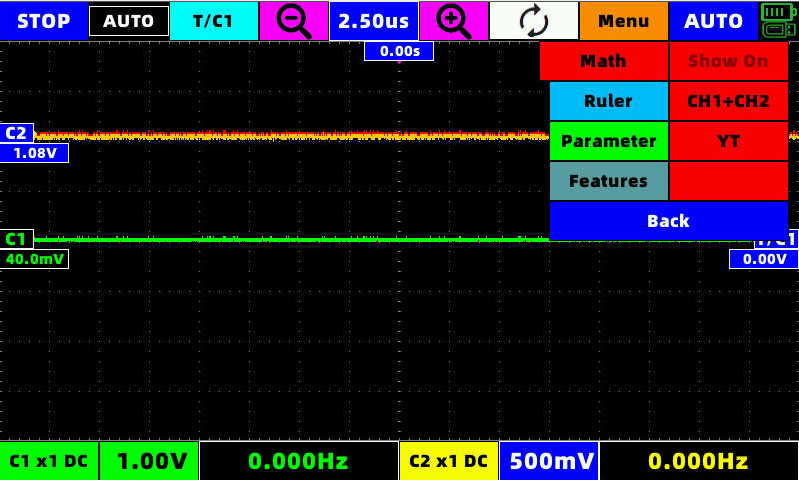 STOP AUTO T/C1 2.50us Menu AUTO
0.00s
Math Show On
Ruler CH1+CH2
C2
Parameter YT
1.08V
Features
Back
C1 T/C1
40.0mV 0.00V
C1 x1 DC 1.00V 0.000Hz C2 x1 DC 500mV 0.000Hz